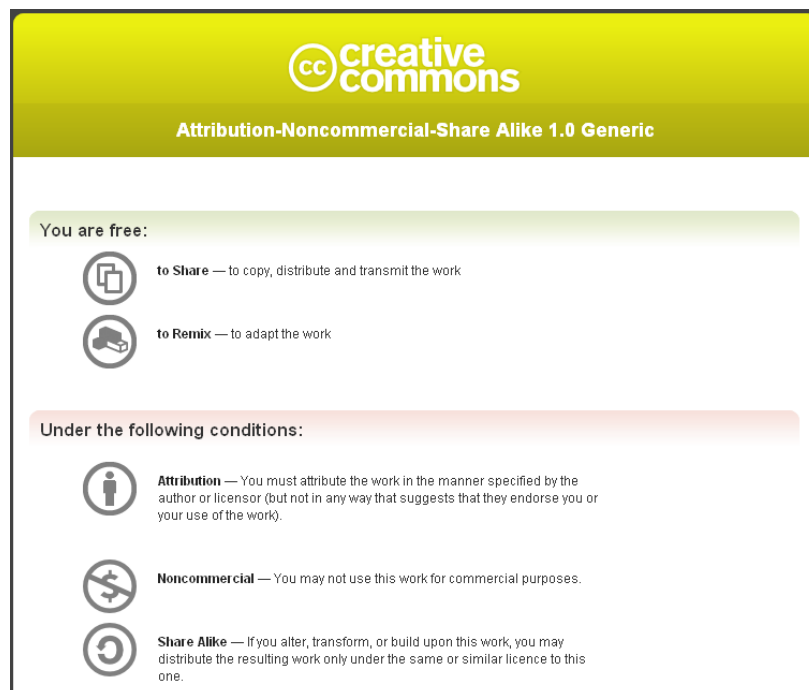 cc creative
commons
Attribution-Noncommercial-Share Alike 1.0 Generic
You are free:
to Share — to copy, distribute and transmit the work
to Remix — to adapt the work
Under the following conditions:
Attribution — You must attribute the work in the manner specified by the
author or licensor (but not in any way that suggests that they endorse you or
your use of the work).
Noncommercial — You may not use this work for commercial purposes.
Share Alike — If you alter, transform, or build upon this work, you may
distribute the resulting work only under the same or similar licence to this
one.